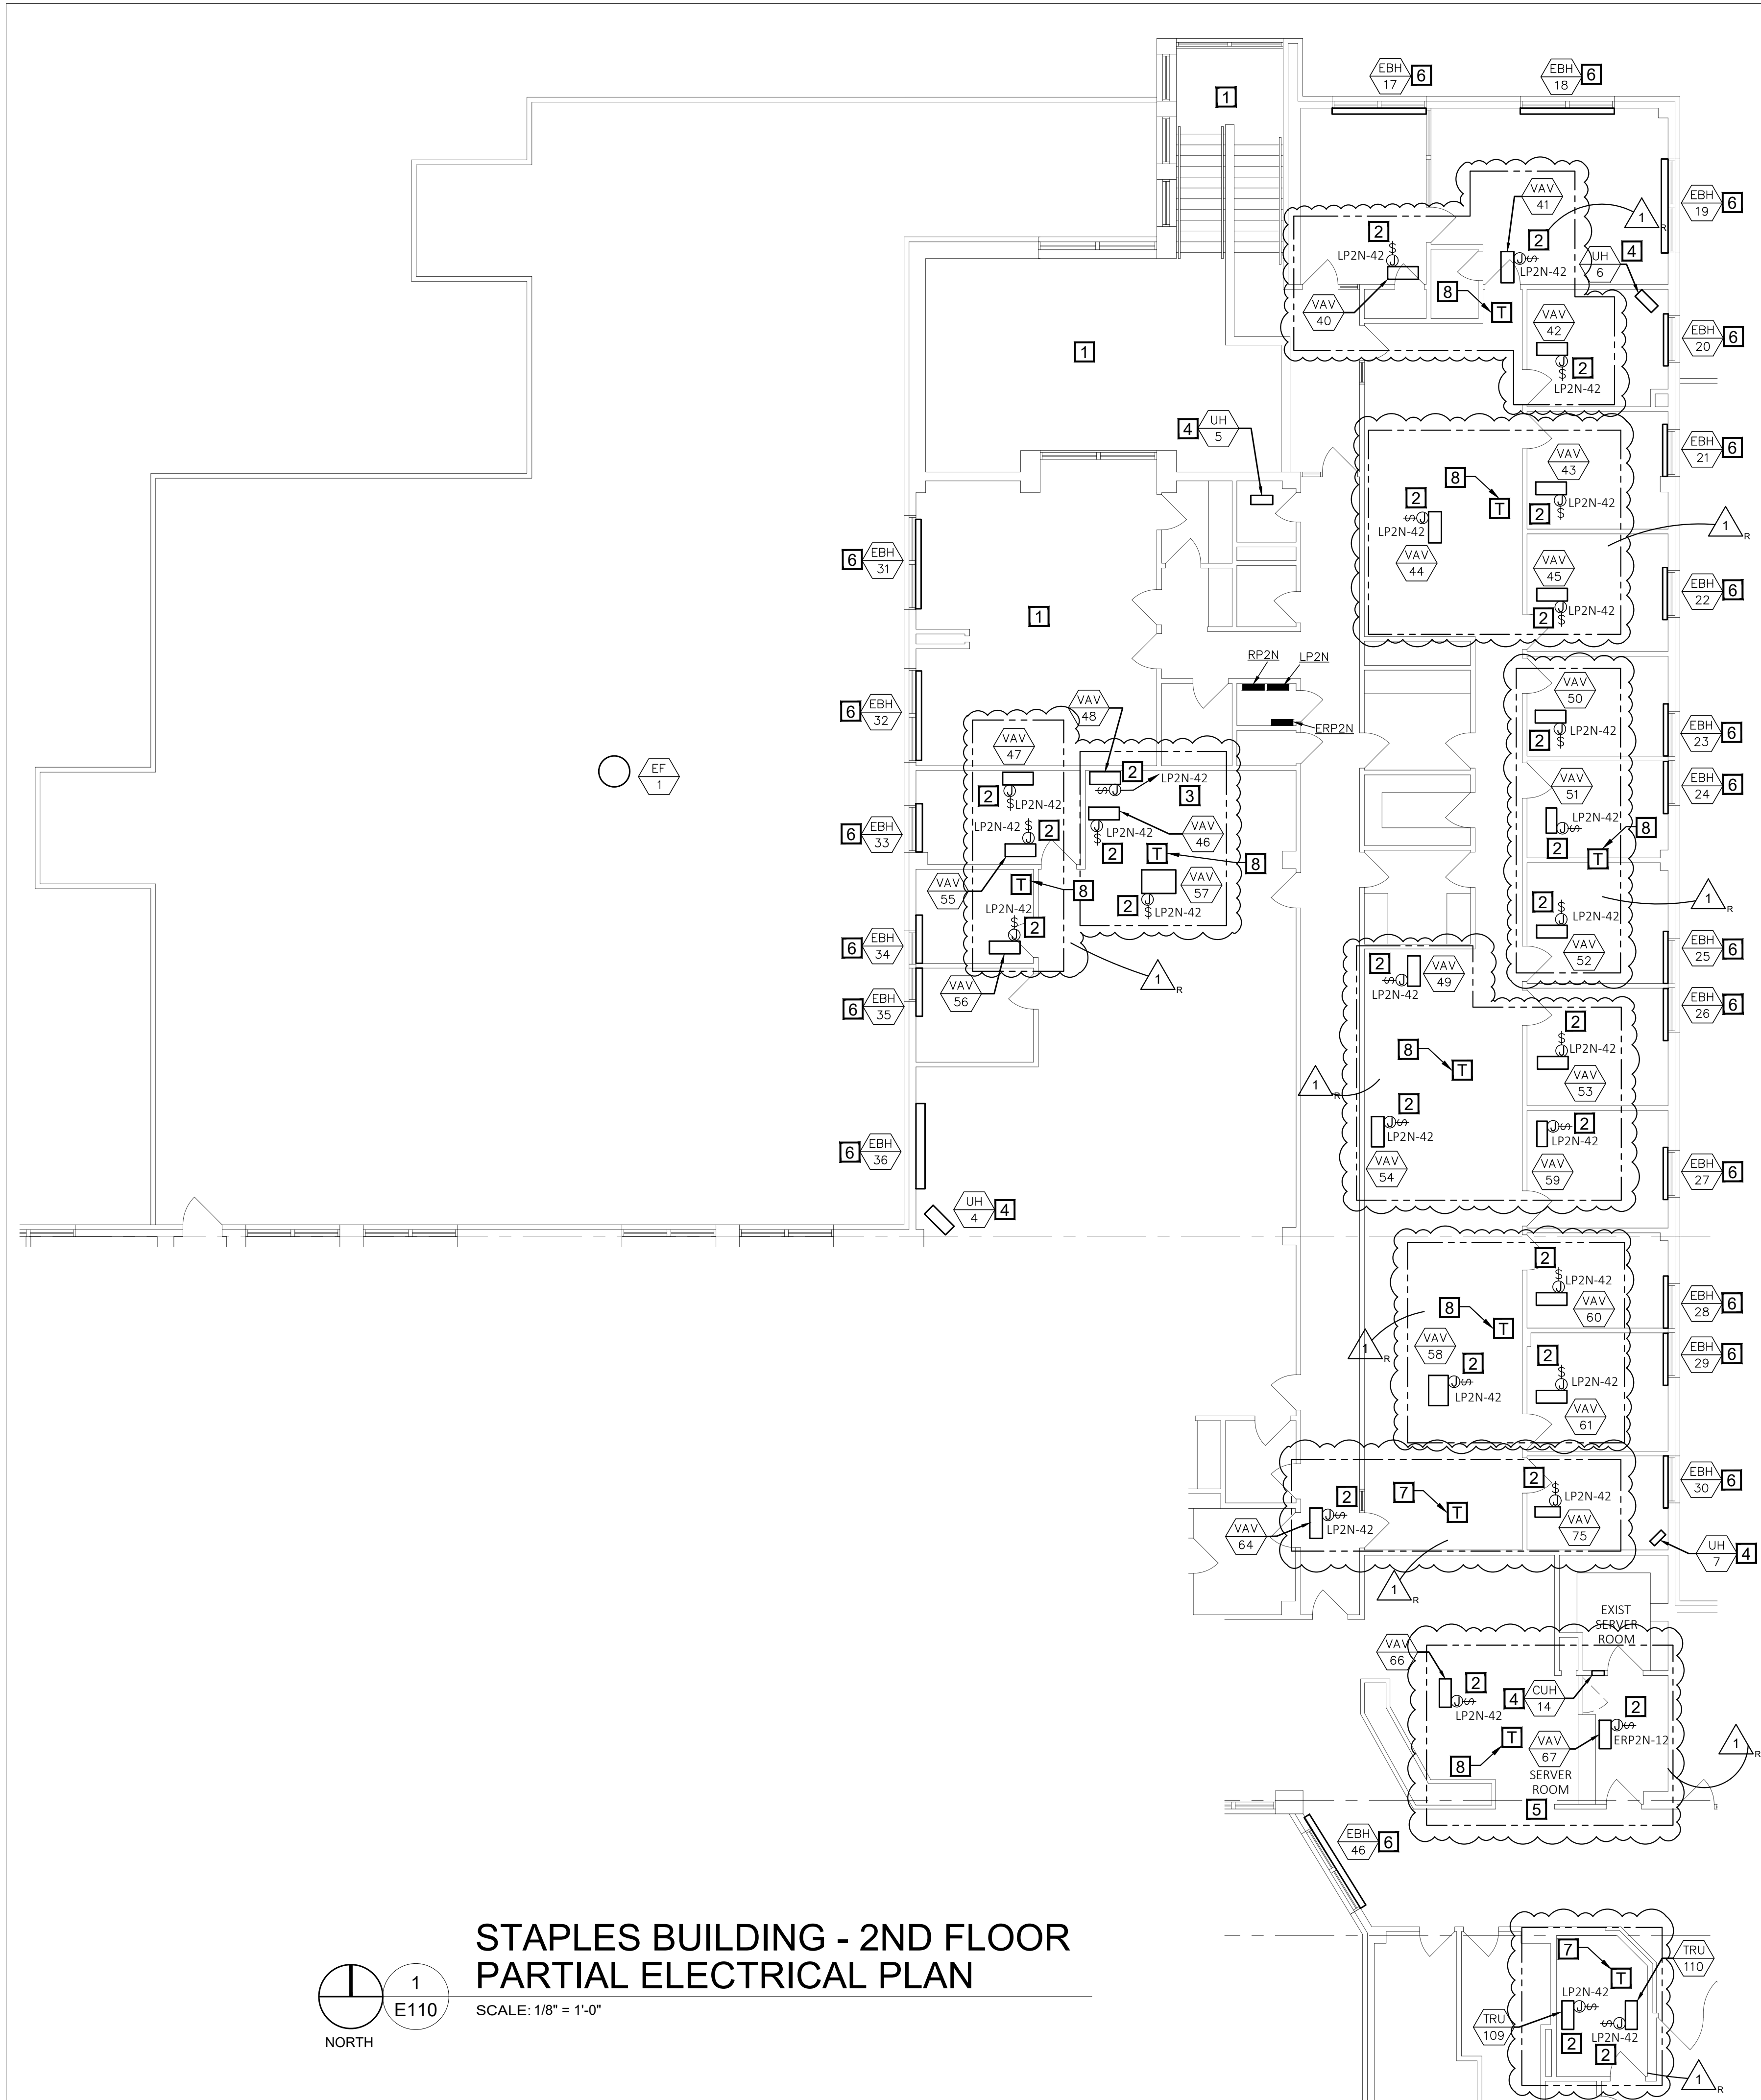 EBH
17
6
EBH
18
6
1
VAV
41
EBH
19
6
1
R
2
$
J
LP2N-42
2
J
$
LP2N-42
UH
6
4
8
T
VAV
40
VAV
42
EBH
20
6
1
J
2
$
LP2N-42
4
UH
5
EBH
21
6
VAV
43
8
T
2
$
J
LP2N-42
J
LP2N-42
2
$
1
R
6
EBH
31
VAV
44
VAV
45
EBH
22
6
J
LP2N-42
2
$
1
RP2N
LP2N
ERP2N
VAV
50
6
EBH
32
VAV
48
J
LP2N-42
2
$
EBH
23
6
VAV
47
EF
1
2
LP2N-42
$
J
3
VAV
51
EBH
24
6
2
J
$
LP2N-42
LP2N-42
J
$
2
8
T
6
EBH
33
LP2N-42
$
J
2
J
LP2N-42
$
2
VAV
46
T
8
VAV
55
T
8
VAV
57
2
J
$
LP2N-42
2
$
J
LP2N-42
1
R
LP2N-42
$
J
2
6
EBH
34
VAV
52
EBH
25
6
2
$
J
LP2N-42
VAV
49
VAV
56
1
R
6
EBH
35
EBH
26
6
2
$
J
LP2N-42
8
T
VAV
53
1
R
2
J
$
LP2N-42
J
$
2
LP2N-42
6
EBH
36
VAV
54
VAV
59
EBH
27
6
UH
4
4
2
$
J
LP2N-42
8
T
VAV
60
EBH
28
6
1
R
VAV
58
2
J
$
LP2N-42
2
$
J
LP2N-42
EBH
29
6
VAV
61
2
J
$
LP2N-42
7
T
2
$
J
LP2N-42
EBH
30
6
VAV
64
VAV
75
UH
7
4
1
R
EXIST
SERVER
ROOM
VAV
66
2
J
$
LP2N-42
4
CUH
14
2
J
$
ERP2N-12
T
8
VAV
67
1
R
SERVER
ROOM
5
EBH
46
6
STAPLES BUILDING - 2ND FLOOR
PARTIAL ELECTRICAL PLAN
1
E110
SCALE: 1/8" = 1'-0"
NORTH
7
T
TRU
110
LP2N-42
J
$
$
J
LP2N-42
TRU
109
2
2
1
R